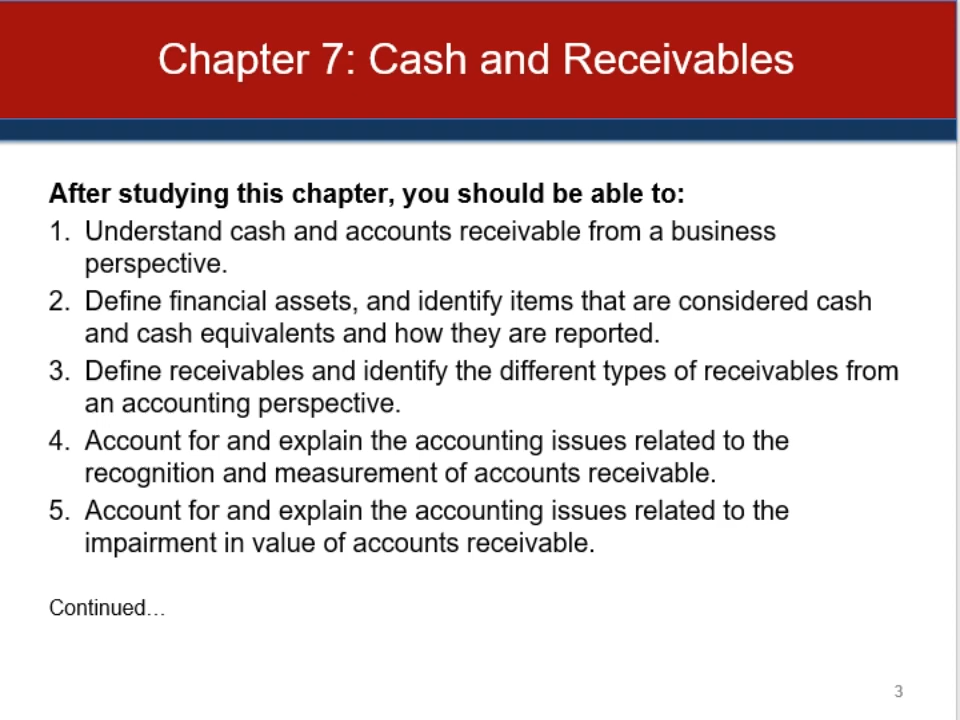 Chapter 7: Cash and Receivables
After studying this chapter, you should be able to:
1. Understand cash and accounts receivable from a business
perspective.
2. Define financial assets, and identify items that are considered cash
and cash equivalents and how they are reported.
3. Define receivables and identify the different types of receivables from
an accounting perspective.
4. Account for and explain the accounting issues related to the
recognition and measurement of accounts receivable.
5. Account for and explain the accounting issues related to the
impairment in value of accounts receivable.
Continued…
3